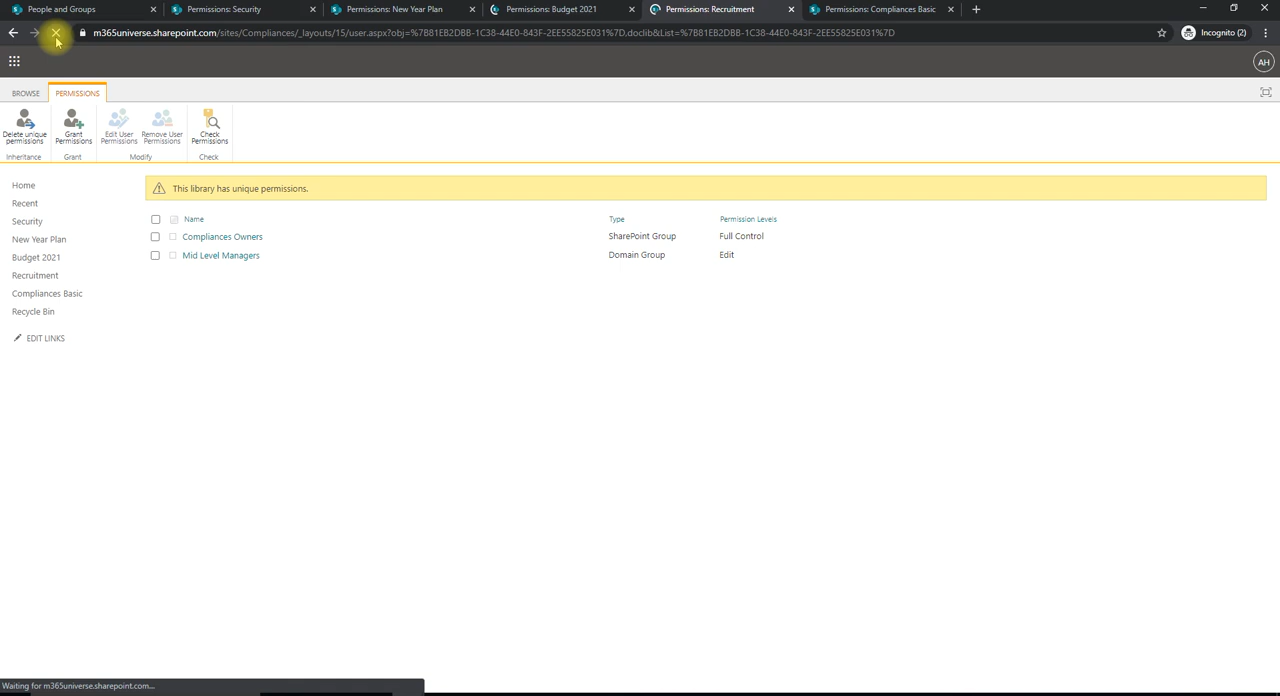 People and Groups
Permissions: Security
Permissions: New Year Plan
Permissions: Budget 2021
Permissions: Recruitment
Permissions: Compliances Basic
m365universe.sharepoint.com/sites/Compliances/_layouts/15/user.aspx?obj=%7B81EB2DBB-1C38-44E0-843F-2EE55825E031%7D,doclib&List=%7B81EB2DBB-1C38-44E0-843F-2EE55825E031%7D
Incognito (2)
AH
BROWSE
PERMISSIONS
Delete unique permissions
Grant Permissions
Edit User Permissions
Remove User Permissions
Check Permissions
Inheritance
Grant
Modify
Check
Home
Recent
Security
New Year Plan
Budget 2021
Recruitment
Compliances Basic
Recycle Bin
EDIT LINKS
This library has unique permissions.
Name Type Permission Levels
Compliances Owners SharePoint Group Full Control
Mid Level Managers Domain Group Edit
Waiting for m365universe.sharepoint.com...